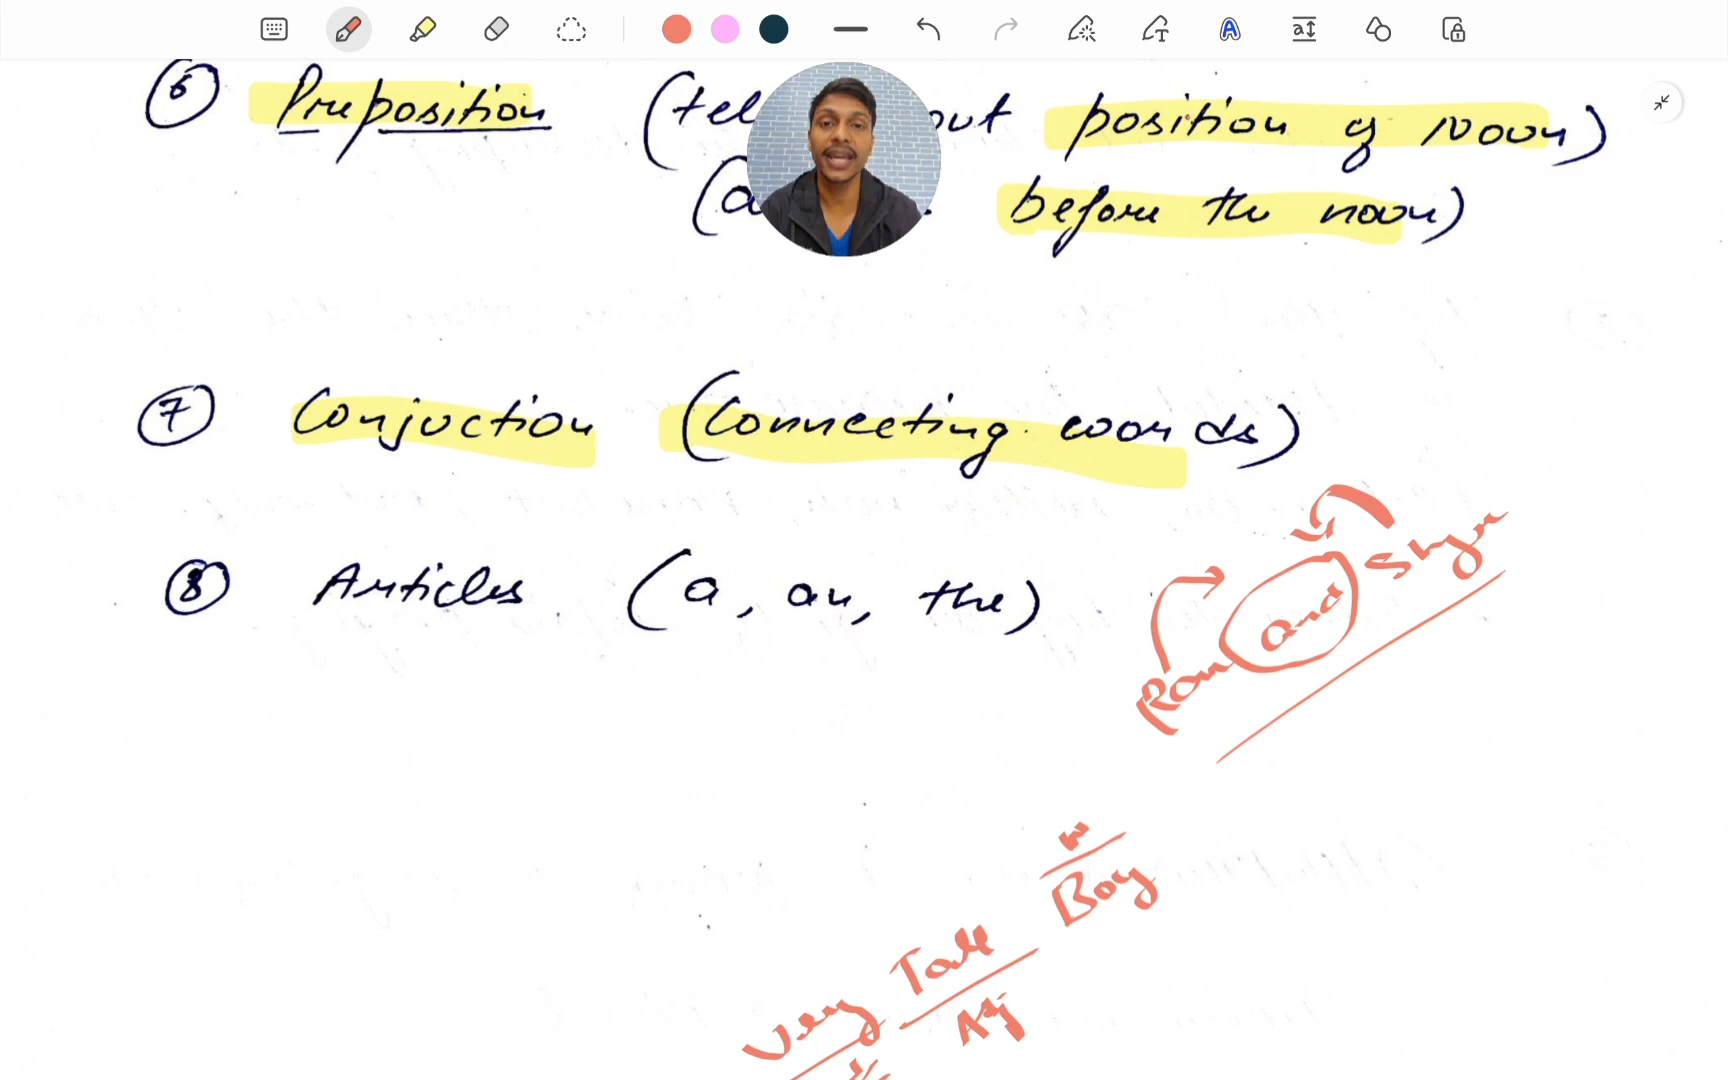 6 Preposition (tel out position of Noun)
(a before the noun)
7 Conjuction (Connecting words)
8 Articles. (a, an, the)
Ram and Shym
Boy
Very Tall
Adj